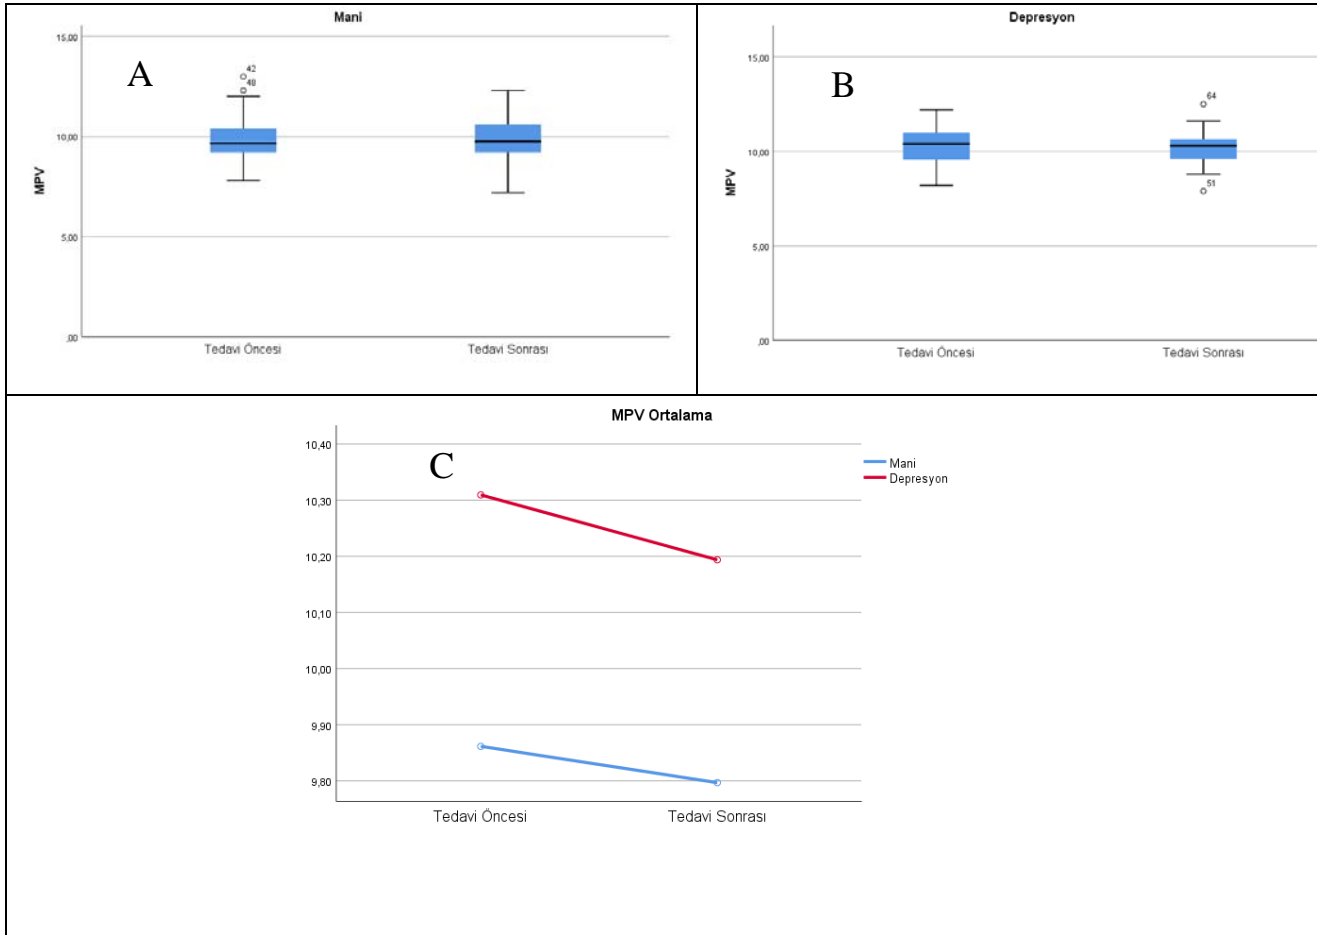 Mani
A
15,00
10,00
5,00
,00
MPV
42
48
Tedavi Öncesi
Tedavi Sonrası
Depresyon
B
15,00
10,00
5,00
,00
MPV
64
51
Tedavi Öncesi
Tedavi Sonrası
MPV Ortalama
C
10,40
10,30
10,20
10,10
10,00
9,90
9,80
Mani
Depresyon
Tedavi Öncesi
Tedavi Sonrası